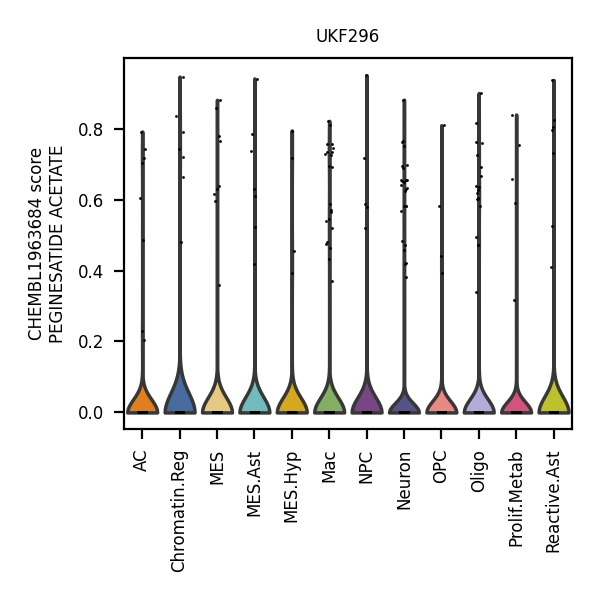 UKF296
CHEMBL1963684 score
PEGINESATIDE ACETATE
0.8
0.6
0.4
0.2
0.0
AC
Chromatin.Reg
MES
MES.Ast
MES.Hyp
Mac
NPC
Neuron
OPC
Oligo
Prolif.Metab
Reactive.Ast